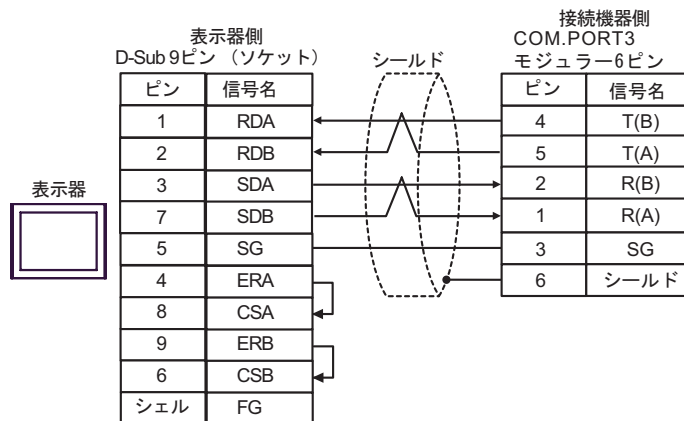 表示器側
D-Sub 9ピン （ソケット）
シールド
接続機器側
COM.PORT3
モジュラー6ピン
ピン 信号名
1 RDA
2 RDB
3 SDA
7 SDB
5 SG
4 ERA
8 CSA
9 ERB
6 CSB
シェル FG
表示器
ピン 信号名
4 T(B)
5 T(A)
2 R(B)
1 R(A)
3 SG
6 シールド